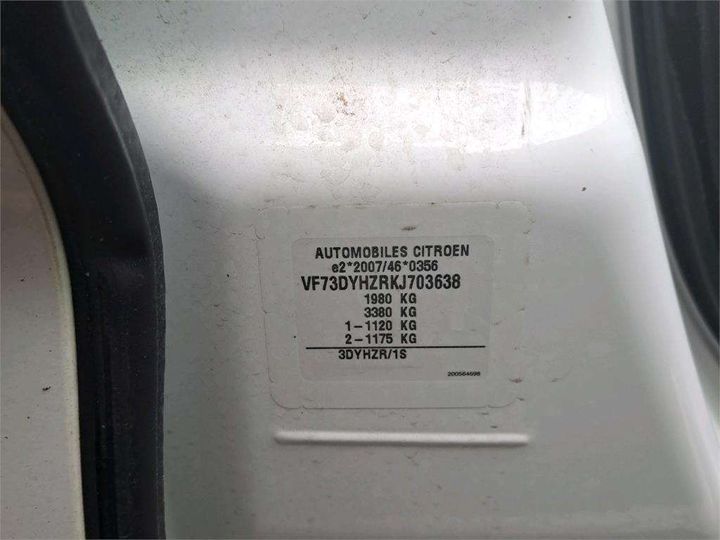 AUTOMOBILES CITROEN
e2*2007/46*0356
VF73DYHZRKJ703638
1980 KG
3380 KG
1-1120 KG
2-1175 KG
3DYHZR/1S
200564698